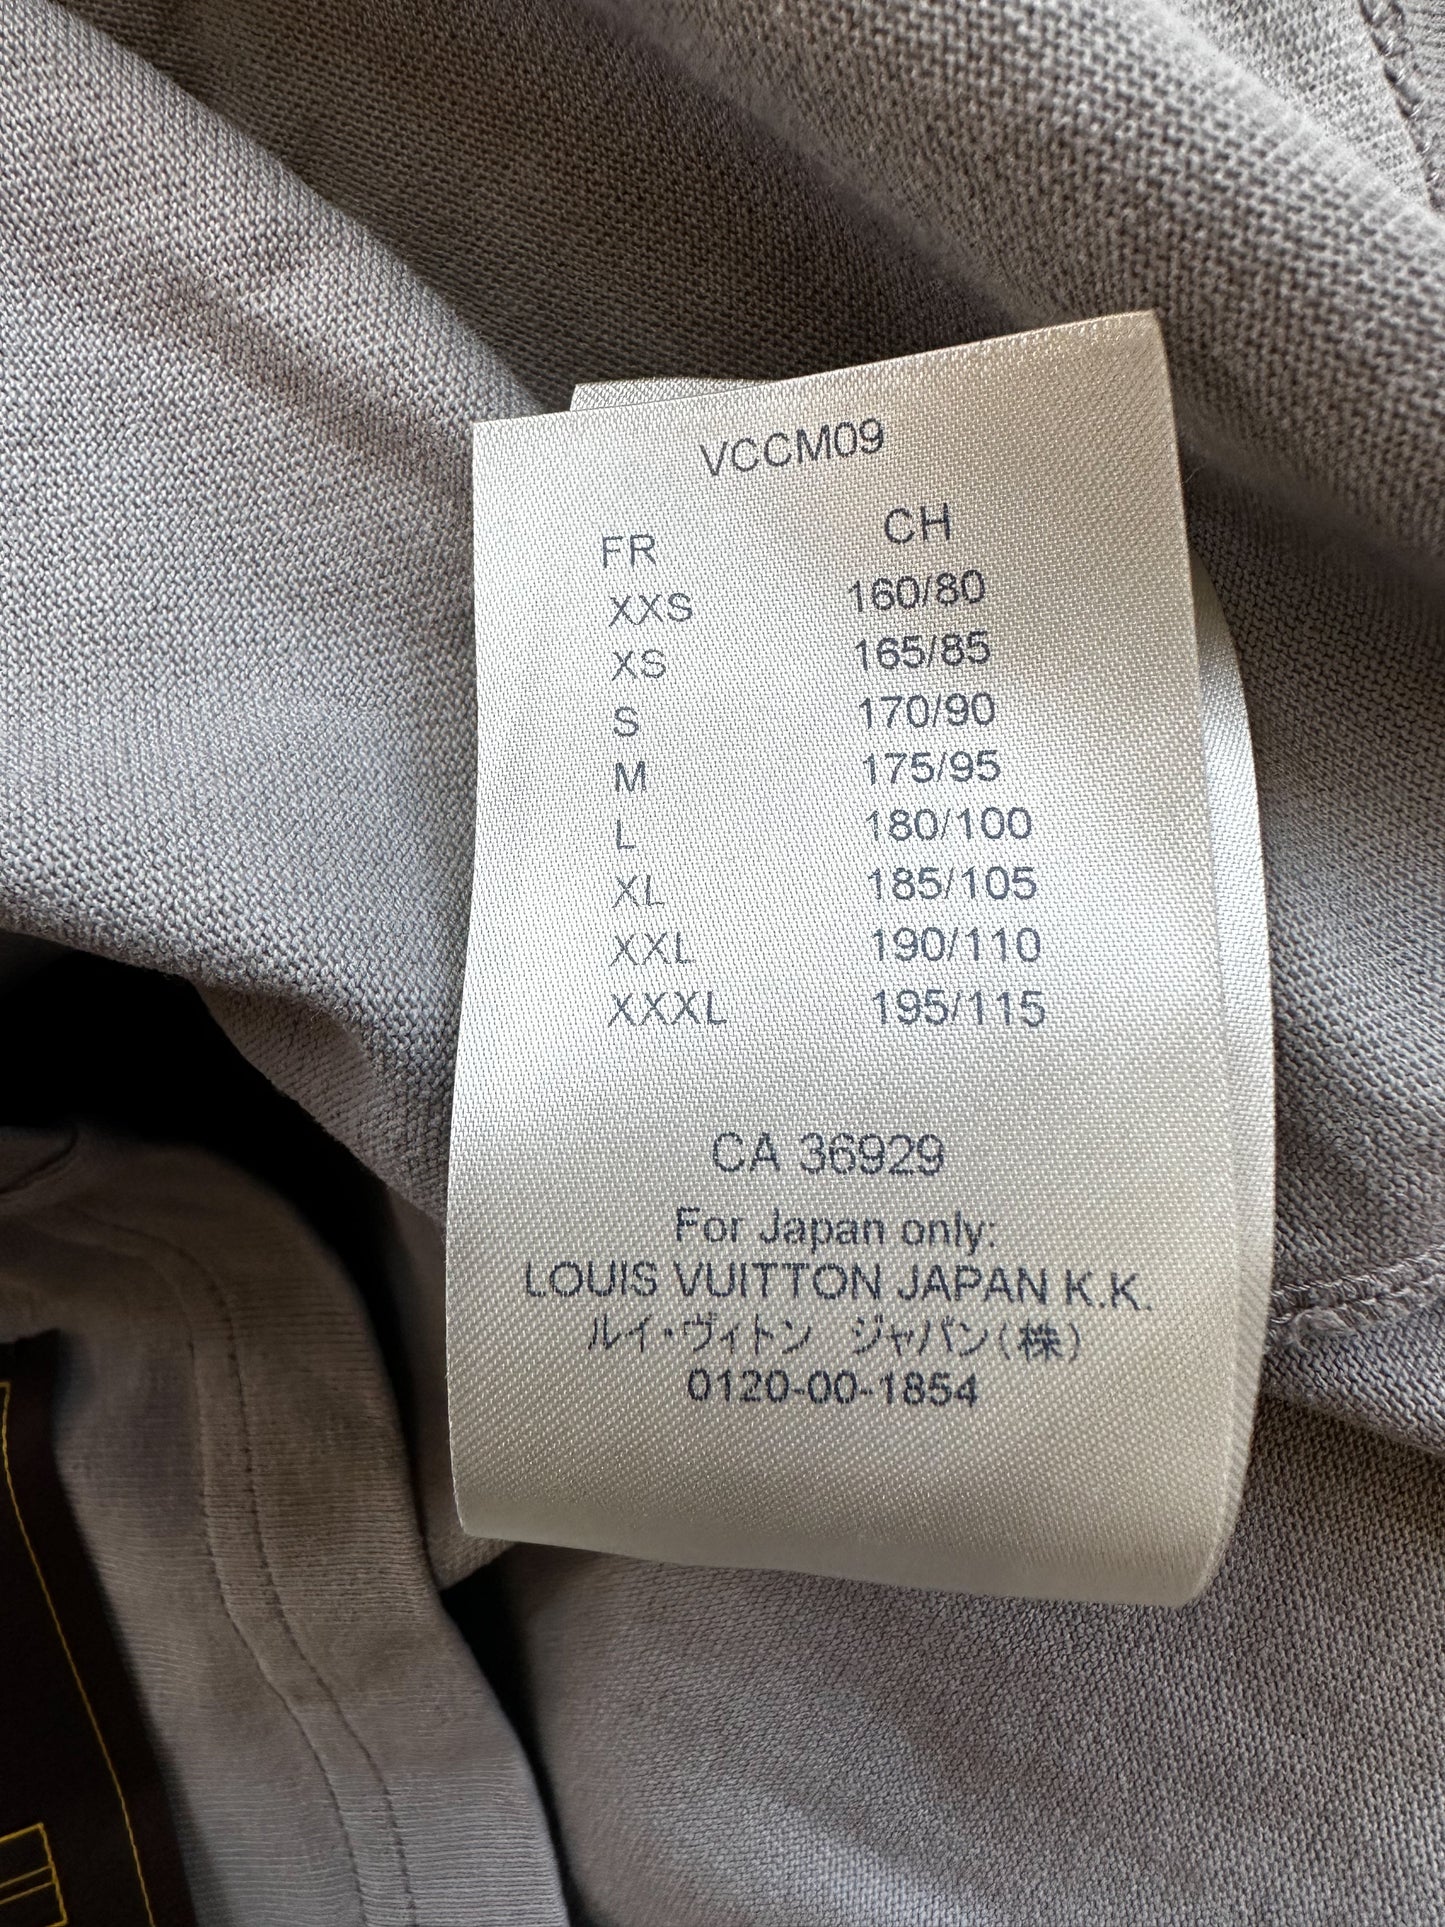 VCCM09
FR CH
XXS 160/80
XS 165/85
S 170/90
M 175/95
L 180/100
XL 185/105
XXL 190/110
XXXL 195/115
CA 36929
For Japan only:
LOUIS VUITTON JAPAN K.K.
ルイ・ヴィトン ジャパン(株)
0120-00-1854